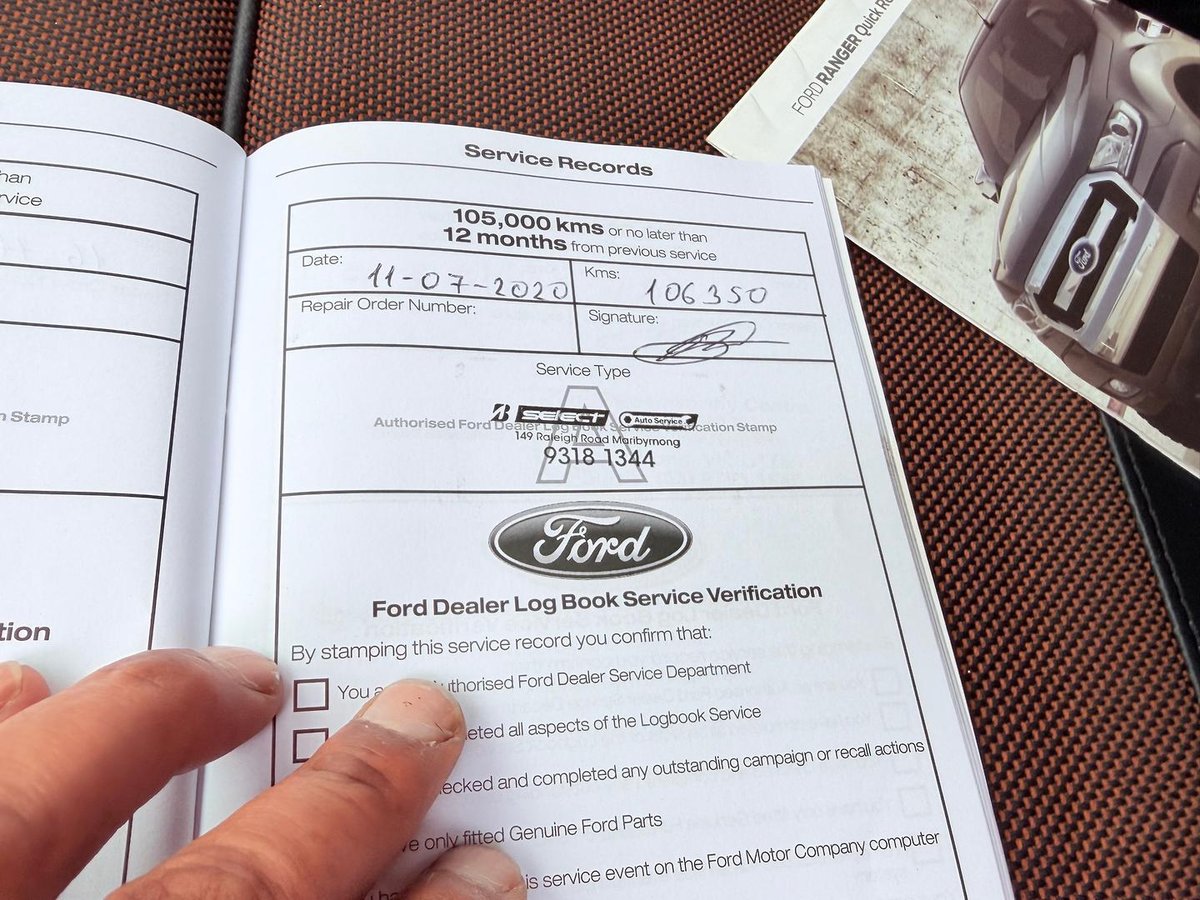 Service Records
105,000 kms or no later than
12 months from previous service
Date: 11-07-2020
Kms: 106350
Repair Order Number:
Signature:
Service Type
A
Authorised Ford Dealer Log Book Service Verification Stamp
B SELECT Auto Service
149 Raleigh Road Maribyrnong
9318 1344
Ford
Ford Dealer Log Book Service Verification
By stamping this service record you confirm that:
You a uthorised Ford Dealer Service Department
eted all aspects of the Logbook Service
ecked and completed any outstanding campaign or recall actions
ve only fitted Genuine Ford Parts
is service event on the Ford Motor Company computer
han
rvice
n Stamp
tion
FORD RANGER Quick R
Ford